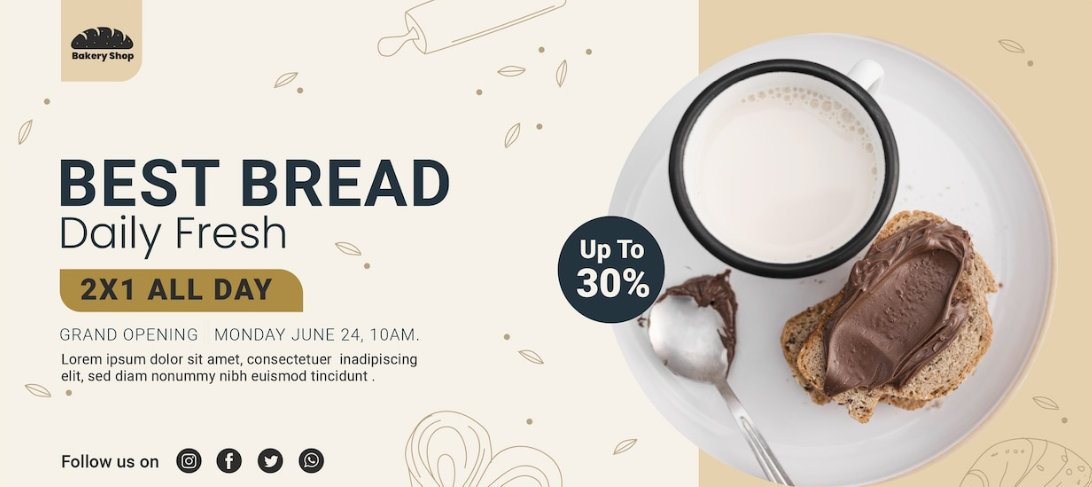 Bakery Shop
BEST BREAD
Daily Fresh
2X1 ALL DAY
GRAND OPENING MONDAY JUNE 24, 10AM.
Lorem ipsum dolor sit amet, consectetuer inadipiscing
elit, sed diam nonummy nibh euismod tincidunt .
Follow us on
Up To
30%